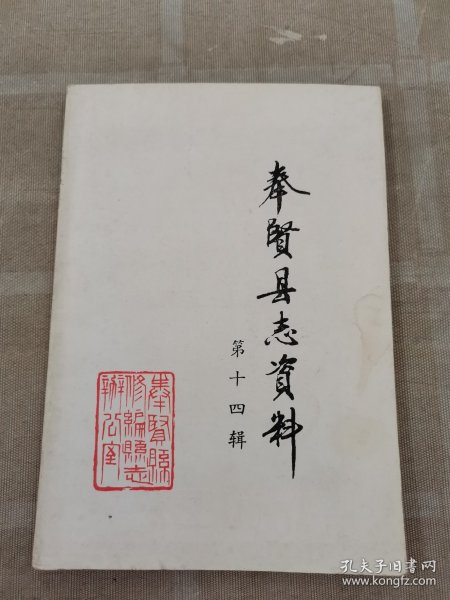 奉賢县志資料
第十四辑
奉賢縣
修編縣志
辦公室
孔夫子旧书网
www.kongfz.com